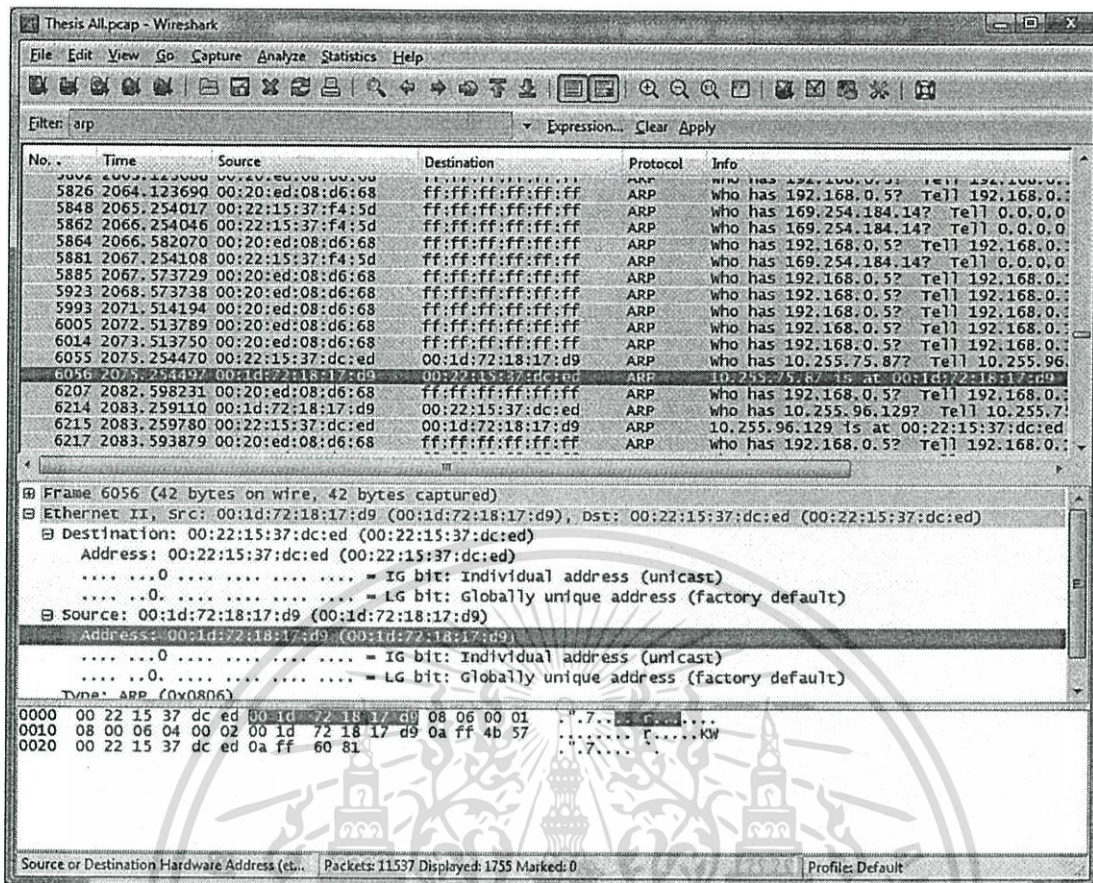 Thesis All.pcap - Wireshark
File Edit View Go Capture Analyze Statistics Help
Filter: arp Expression... Clear Apply
No. . Time Source Destination Protocol Info
5826 2064.123690 00:20:ed:08:d6:68 ff:ff:ff:ff:ff:ff ARP Who has 192.168.0.5? Tell 192.168.0.
5848 2065.254017 00:22:15:37:f4:5d ff:ff:ff:ff:ff:ff ARP Who has 169.254.184.14? Tell 0.0.0.0
5862 2066.254046 00:22:15:37:f4:5d ff:ff:ff:ff:ff:ff ARP Who has 169.254.184.14? Tell 0.0.0.0
5864 2066.582070 00:20:ed:08:d6:68 ff:ff:ff:ff:ff:ff ARP Who has 192.168.0.5? Tell 192.168.0.
5881 2067.254108 00:22:15:37:f4:5d ff:ff:ff:ff:ff:ff ARP Who has 169.254.184.14? Tell 0.0.0.0
5885 2067.573729 00:20:ed:08:d6:68 ff:ff:ff:ff:ff:ff ARP Who has 192.168.0.5? Tell 192.168.0.
5923 2068.573738 00:20:ed:08:d6:68 ff:ff:ff:ff:ff:ff ARP Who has 192.168.0.5? Tell 192.168.0.
5993 2071.514194 00:20:ed:08:d6:68 ff:ff:ff:ff:ff:ff ARP Who has 192.168.0.5? Tell 192.168.0.
6005 2072.513789 00:20:ed:08:d6:68 ff:ff:ff:ff:ff:ff ARP Who has 192.168.0.5? Tell 192.168.0.
6014 2073.513750 00:20:ed:08:d6:68 ff:ff:ff:ff:ff:ff ARP Who has 192.168.0.5? Tell 192.168.0.
6055 2075.254470 00:22:15:37:dc:ed 00:1d:72:18:17:d9 ARP Who has 10.255.75.87? Tell 10.255.96
6056 2075.254497 00:1d:72:18:17:d9 00:22:15:37:dc:ed ARP 10.255.75.87 is at 00:1d:72:18:17:d9
6207 2082.598231 00:20:ed:08:d6:68 ff:ff:ff:ff:ff:ff ARP Who has 192.168.0.5? Tell 192.168.0.
6214 2083.259110 00:1d:72:18:17:d9 00:22:15:37:dc:ed ARP Who has 10.255.96.129? Tell 10.255.7
6215 2083.259780 00:22:15:37:dc:ed 00:1d:72:18:17:d9 ARP 10.255.96.129 is at 00:22:15:37:dc:ed
6217 2083.593879 00:20:ed:08:d6:68 ff:ff:ff:ff:ff:ff ARP Who has 192.168.0.5? Tell 192.168.0.
Frame 6056 (42 bytes on wire, 42 bytes captured)
Ethernet II, Src: 00:1d:72:18:17:d9 (00:1d:72:18:17:d9), Dst: 00:22:15:37:dc:ed (00:22:15:37:dc:ed)
Destination: 00:22:15:37:dc:ed (00:22:15:37:dc:ed)
Address: 00:22:15:37:dc:ed (00:22:15:37:dc:ed)
.... ...0 .... .... .... .... = IG bit: Individual address (unicast)
.... ..0. .... .... .... .... = LG bit: Globally unique address (factory default)
Source: 00:1d:72:18:17:d9 (00:1d:72:18:17:d9)
Address: 00:1d:72:18:17:d9 (00:1d:72:18:17:d9)
.... ...0 .... .... .... .... = IG bit: Individual address (unicast)
.... ..0. .... .... .... .... = LG bit: Globally unique address (factory default)
Type: ARP (0x0806)
0000 00 22 15 37 dc ed 00 1d 72 18 17 d9 08 06 00 01 .".7.... r.......
0010 08 00 06 04 00 02 00 1d 72 18 17 d9 0a ff 4b 57 ........ r.....KW
0020 00 22 15 37 dc ed 0a ff 60 81 .".7.... `.
Source or Destination Hardware Address (et... Packets: 11537 Displayed: 1755 Marked: 0 Profile: Default